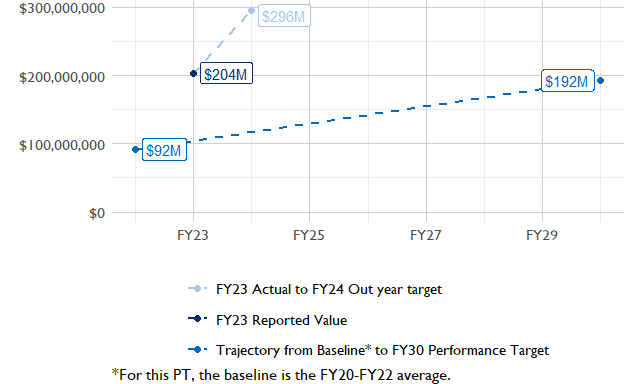 $300,000,000
$296M
$200,000,000
$204M
$192M
$100,000,000
$92M
$0
FY23 FY25 FY27 FY29
FY23 Actual to FY24 Out year target
FY23 Reported Value
Trajectory from Baseline* to FY30 Performance Target
*For this PT, the baseline is the FY20-FY22 average.